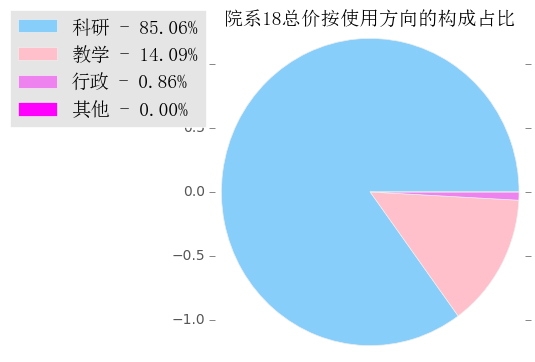 院系18总价按使用方向的构成占比
科研 - 85.06%
教学 - 14.09%
行政 - 0.86%
其他 - 0.00%
0.0
−0.5
−1.0